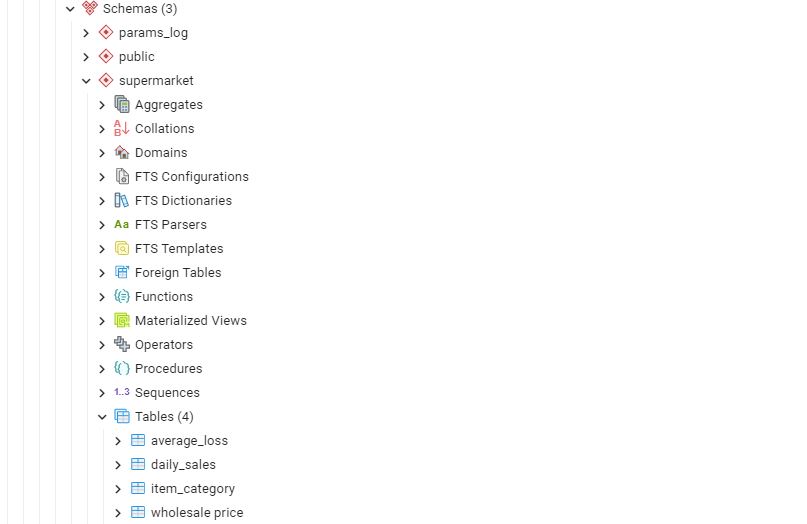 Schemas (3)
params_log
public
supermarket
Aggregates
Collations
Domains
FTS Configurations
FTS Dictionaries
Aa FTS Parsers
FTS Templates
Foreign Tables
Functions
Materialized Views
Operators
Procedures
1..3 Sequences
Tables (4)
average_loss
daily_sales
item_category
wholesale price